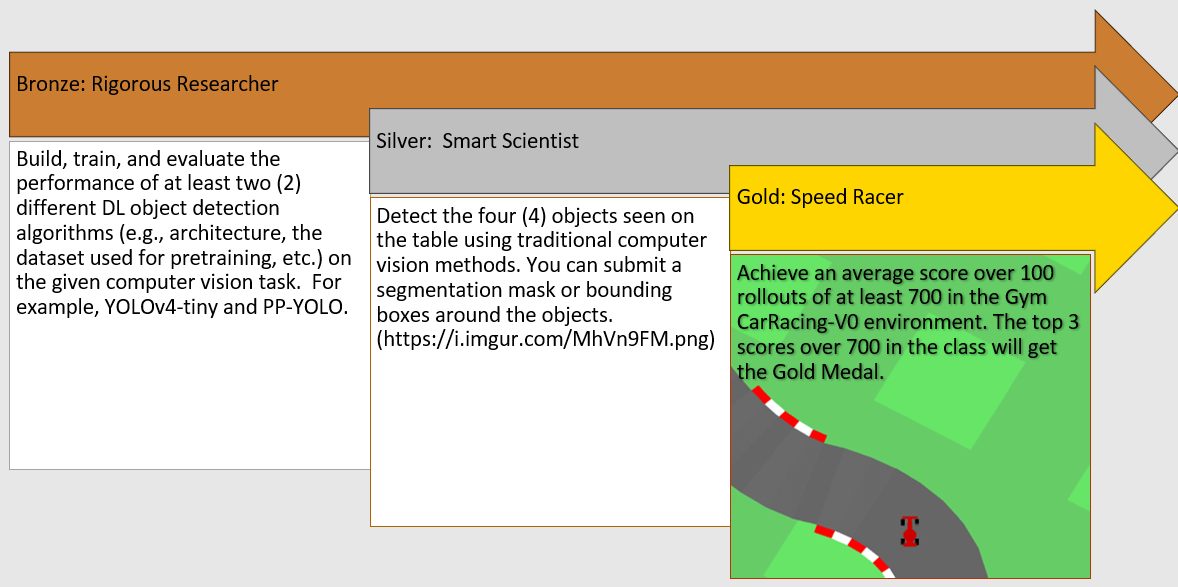 Bronze: Rigorous Researcher
Build, train, and evaluate the
performance of at least two (2)
different DL object detection
algorithms (e.g., architecture, the
dataset used for pretraining, etc.) on
the given computer vision task.  For
example, YOLOv4-tiny and PP-YOLO.
Silver:  Smart Scientist
Detect the four (4) objects seen on
the table using traditional computer
vision methods. You can submit a
segmentation mask or bounding
boxes around the objects.
(https://i.imgur.com/MhVn9FM.png)
Gold: Speed Racer
Achieve an average score over 100
rollouts of at least 700 in the Gym
CarRacing-V0 environment. The top 3
scores over 700 in the class will get
the Gold Medal.